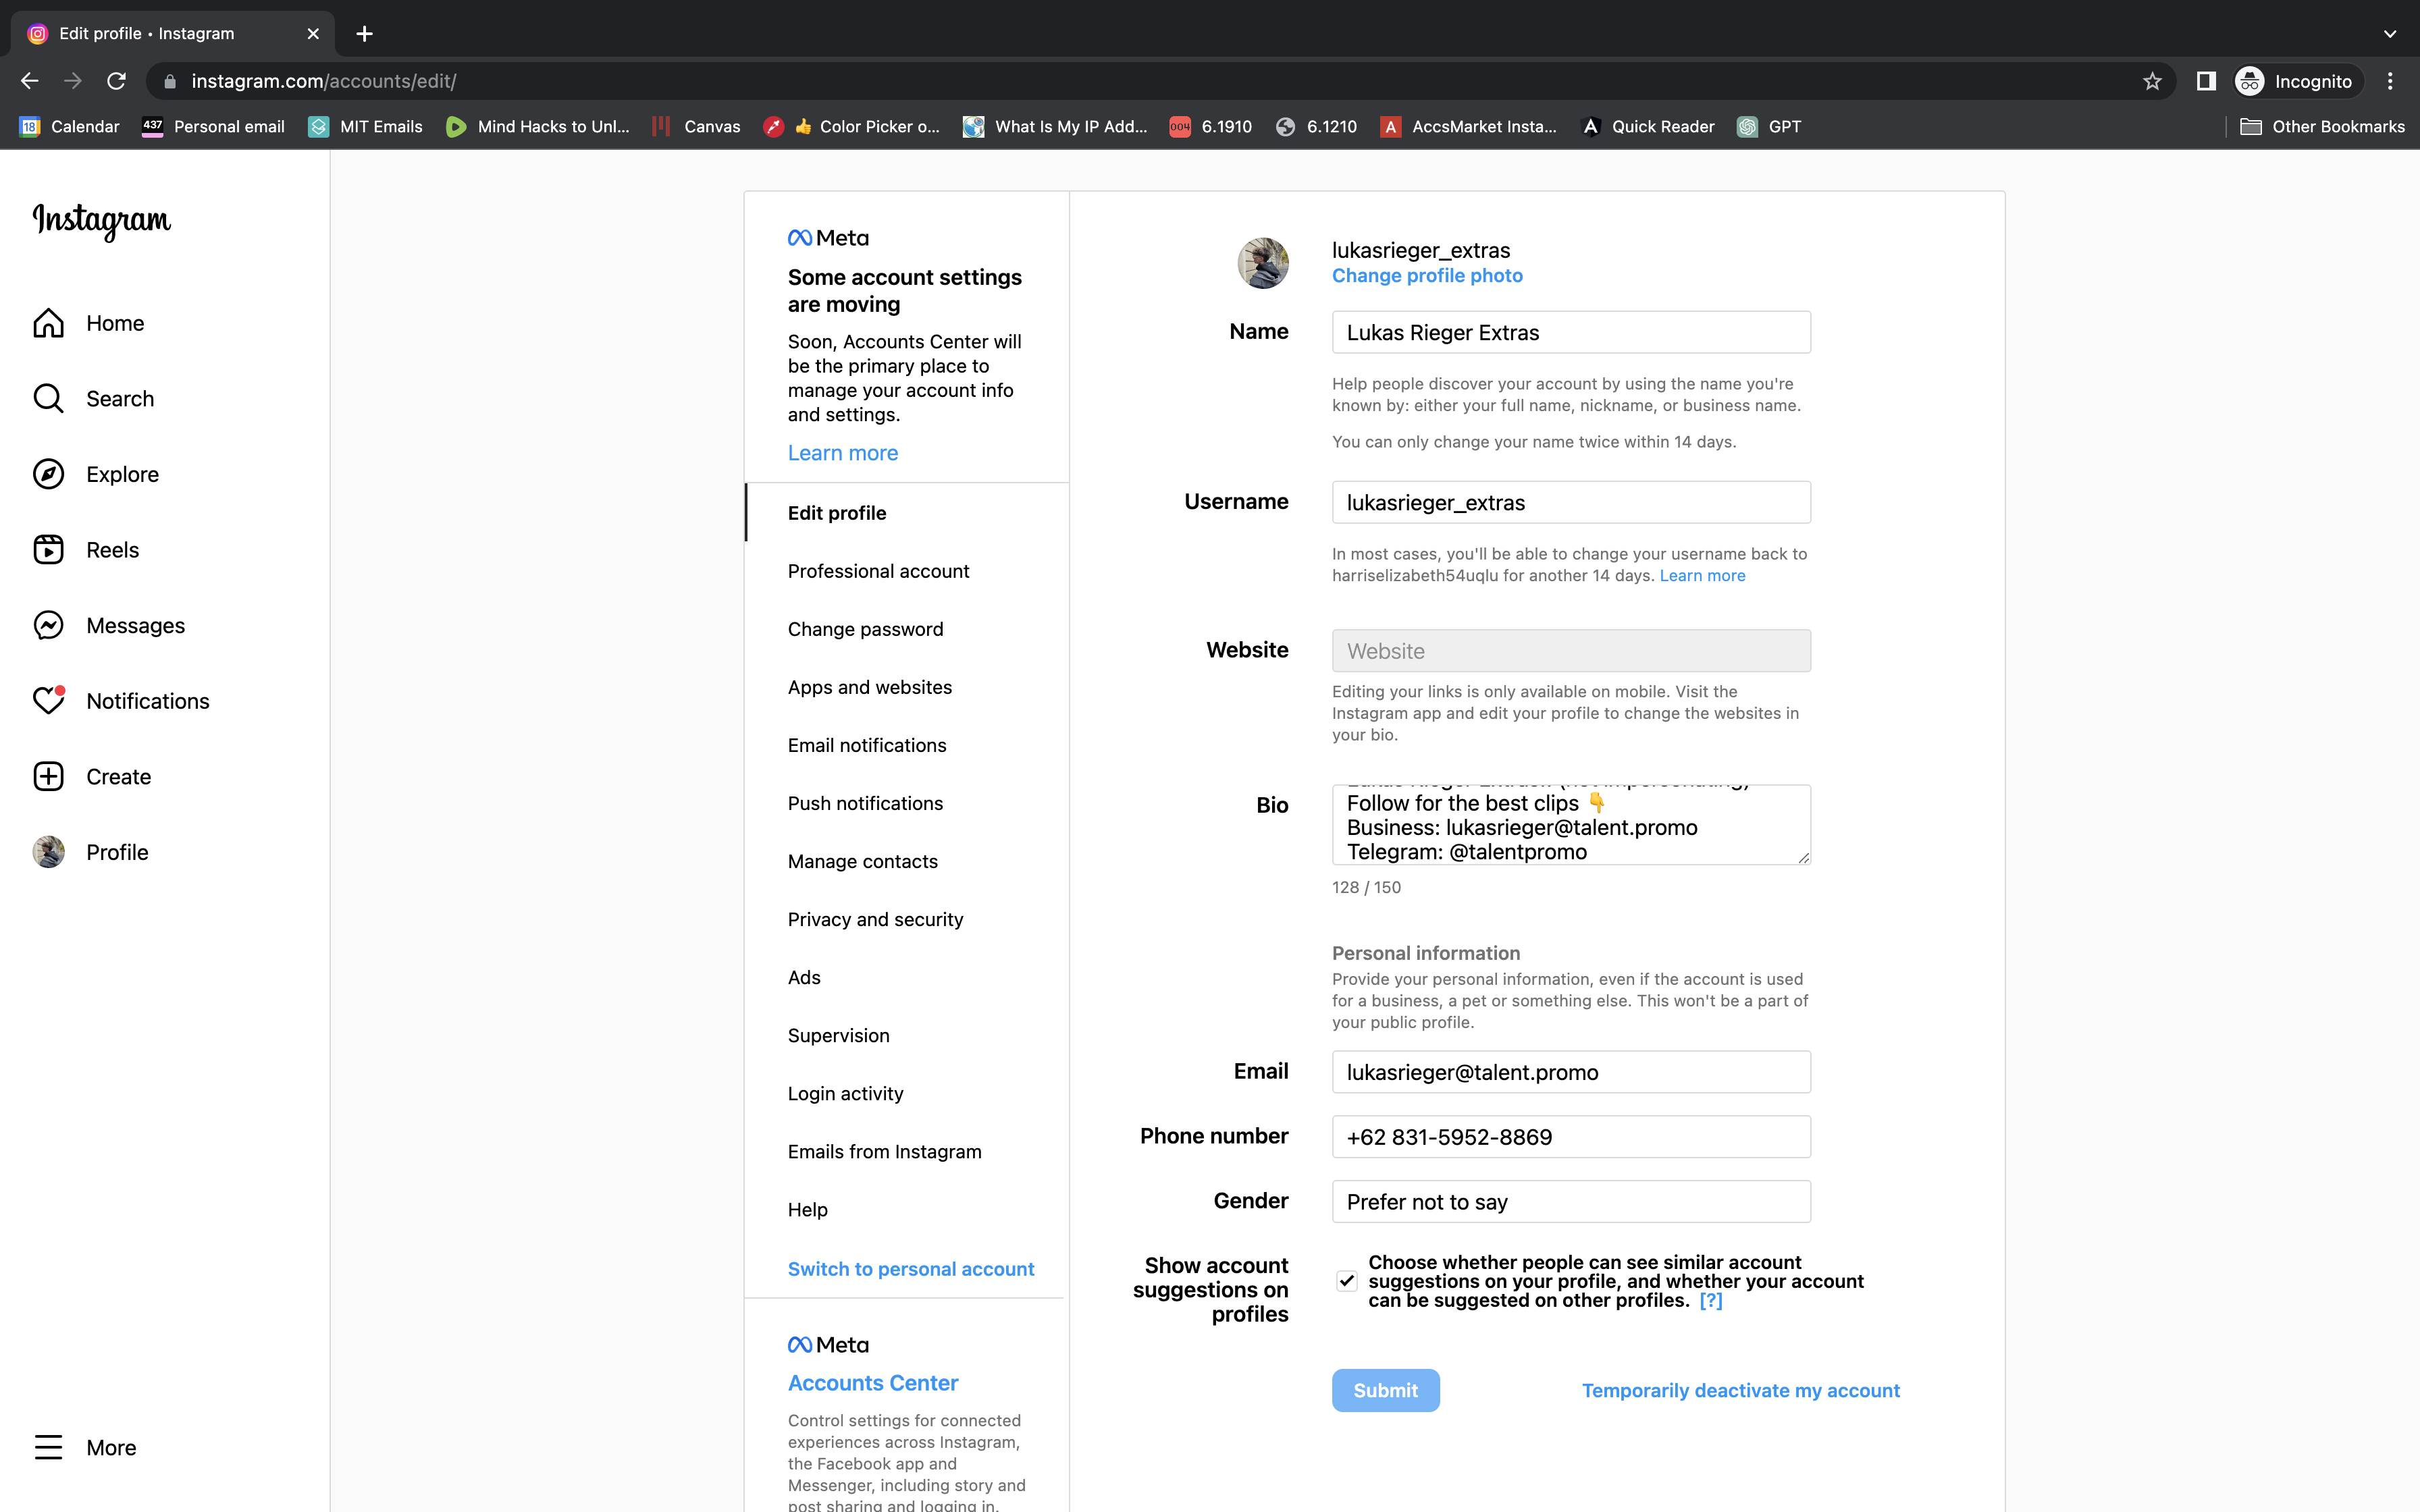 Edit profile • Instagram
instagram.com/accounts/edit/
Incognito
18 Calendar
437 Personal email
MIT Emails
Mind Hacks to Unl...
Canvas
👍 Color Picker o...
What Is My IP Add...
004 6.1910
6.1210
A AccsMarket Insta...
Quick Reader
GPT
Other Bookmarks
Instagram
Home
Search
Explore
Reels
Messages
Notifications
Create
Profile
More
Meta
Some account settings
are moving
Soon, Accounts Center will
be the primary place to
manage your account info
and settings.
Learn more
Edit profile
Professional account
Change password
Apps and websites
Email notifications
Push notifications
Manage contacts
Privacy and security
Ads
Supervision
Login activity
Emails from Instagram
Help
Switch to personal account
Meta
Accounts Center
Control settings for connected
experiences across Instagram,
the Facebook app and
Messenger, including story and
post sharing and logging in.
lukasrieger_extras
Change profile photo
Name
Lukas Rieger Extras
Help people discover your account by using the name you're
known by: either your full name, nickname, or business name.
You can only change your name twice within 14 days.
Username
lukasrieger_extras
In most cases, you'll be able to change your username back to
harriselizabeth54uqlu for another 14 days. Learn more
Website
Website
Editing your links is only available on mobile. Visit the
Instagram app and edit your profile to change the websites in
your bio.
Bio
Follow for the best clips 👇
Business: lukasrieger@talent.promo
Telegram: @talentpromo
128 / 150
Personal information
Provide your personal information, even if the account is used
for a business, a pet or something else. This won't be a part of
your public profile.
Email
lukasrieger@talent.promo
Phone number
+62 831-5952-8869
Gender
Prefer not to say
Show account
suggestions on
profiles
Choose whether people can see similar account
suggestions on your profile, and whether your account
can be suggested on other profiles. [?]
Submit
Temporarily deactivate my account